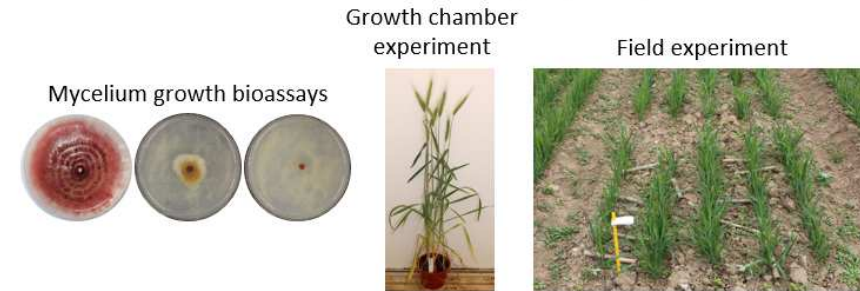 Growth chamber
experiment
Field experiment
Mycelium growth bioassays